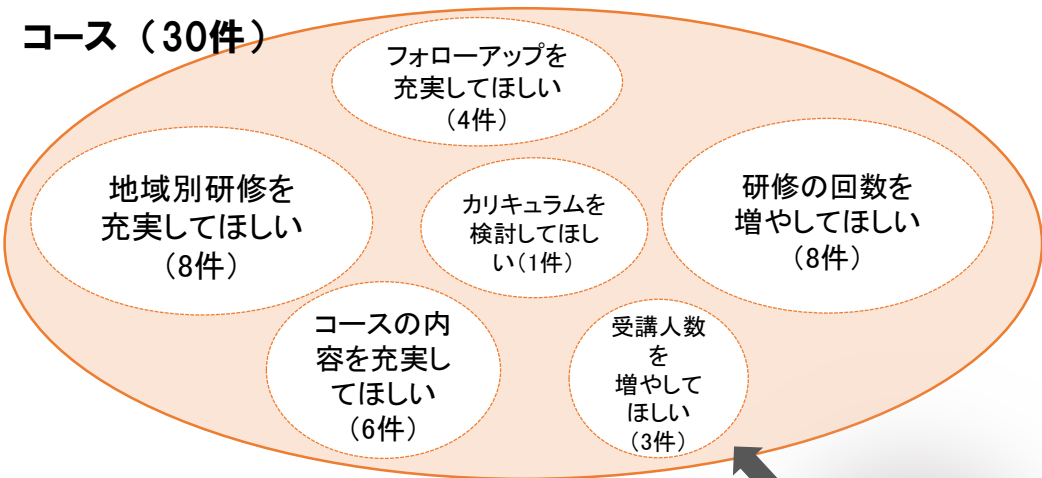 コース（30件）
フォローアップを
充実してほしい
（4件）
地域別研修を
充実してほしい
（8件）
カリキュラムを
検討してほし
い（1件）
研修の回数を
増やしてほしい
（8件）
コースの内
容を充実し
てほしい
（6件）
受講人数
を
増やして
ほしい
（3件）